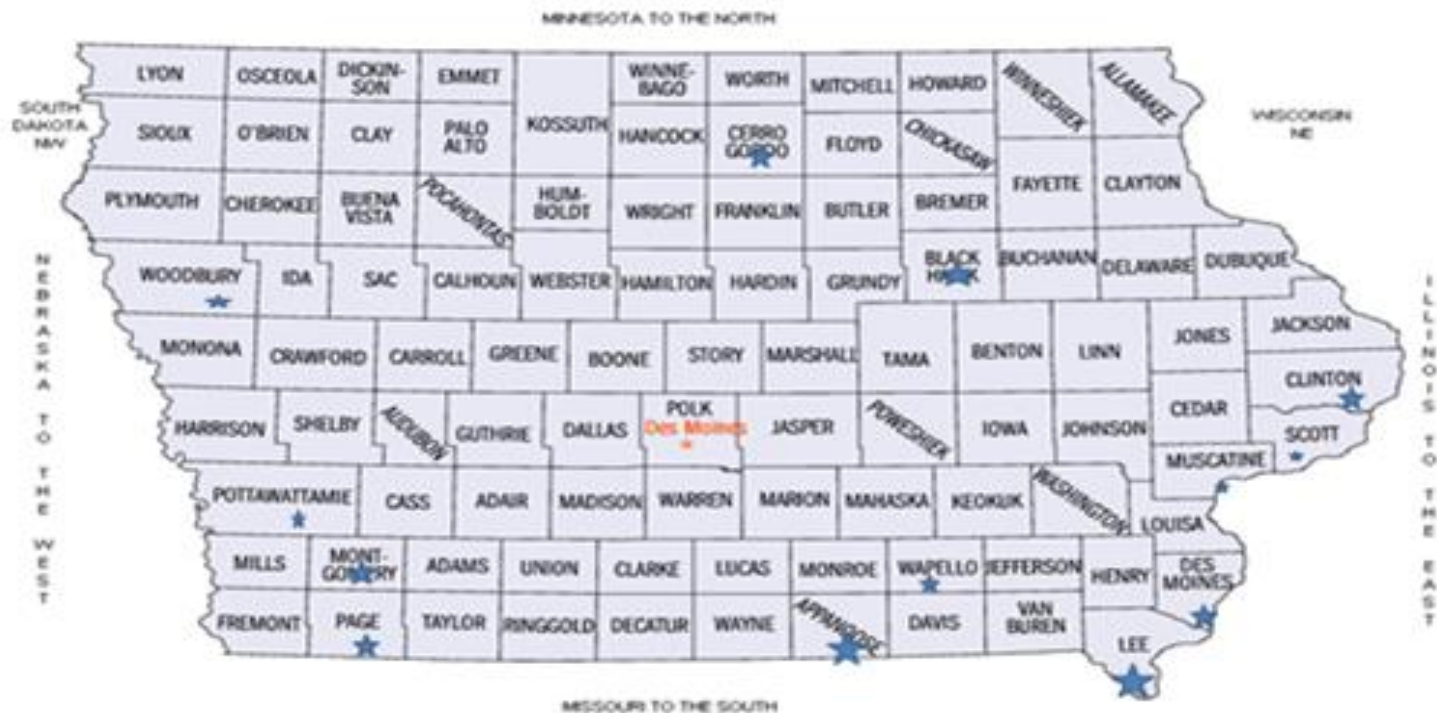 MINNESOTA TO THE NORTH
SOUTH
DAKOTA
NW
WISCONSIN
NE
NEBRASKA TO THE WEST
ILLINOIS TO THE EAST
LYON
OSCEOLA
DICKIN-
SON
EMMET
KOSSUTH
WINNE-
BAGO
WORTH
MITCHELL
HOWARD
WINNESHIEK
ALLAMAKEE
SIOUX
O'BRIEN
CLAY
PALO
ALTO
HANCOCK
CERRO
GORDO
FLOYD
CHICKASAW
PLYMOUTH
CHEROKEE
BUENA
VISTA
POCAHONTAS
HUM-
BOLDT
WRIGHT
FRANKLIN
BUTLER
BREMER
FAYETTE
CLAYTON
WOODBURY
IDA
SAC
CALHOUN
WEBSTER
HAMILTON
HARDIN
GRUNDY
BLACK
HAWK
BUCHANAN
DELAWARE
DUBUQUE
MONONA
CRAWFORD
CARROLL
GREENE
BOONE
STORY
MARSHALL
TAMA
BENTON
LINN
JONES
JACKSON
CLINTON
HARRISON
SHELBY
AUDUBON
GUTHRIE
DALLAS
POLK
Des Moines
JASPER
POWESHIEK
IOWA
JOHNSON
CEDAR
SCOTT
MUSCATINE
POTTAWATTAMIE
CASS
ADAIR
MADISON
WARREN
MARION
MAHASKA
KEOKUK
WASHINGTON
LOUISA
MILLS
MONT-
GOMERY
ADAMS
UNION
CLARKE
LUCAS
MONROE
WAPELLO
JEFFERSON
HENRY
DES
MOINES
FREMONT
PAGE
TAYLOR
RINGGOLD
DECATUR
WAYNE
APPANOOSE
DAVIS
VAN
BUREN
LEE
MISSOURI TO THE SOUTH